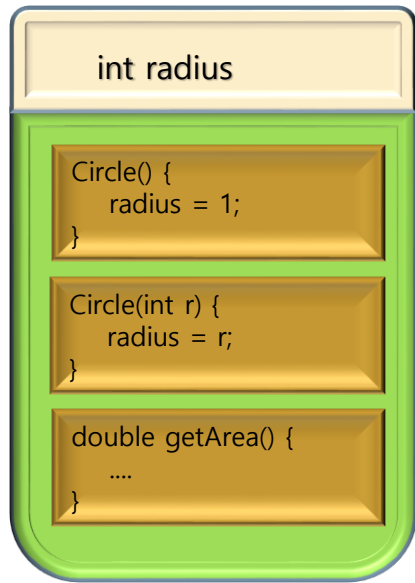 int radius
Circle() {
radius = 1;
}
Circle(int r) {
radius = r;
}
double getArea() {
....
}